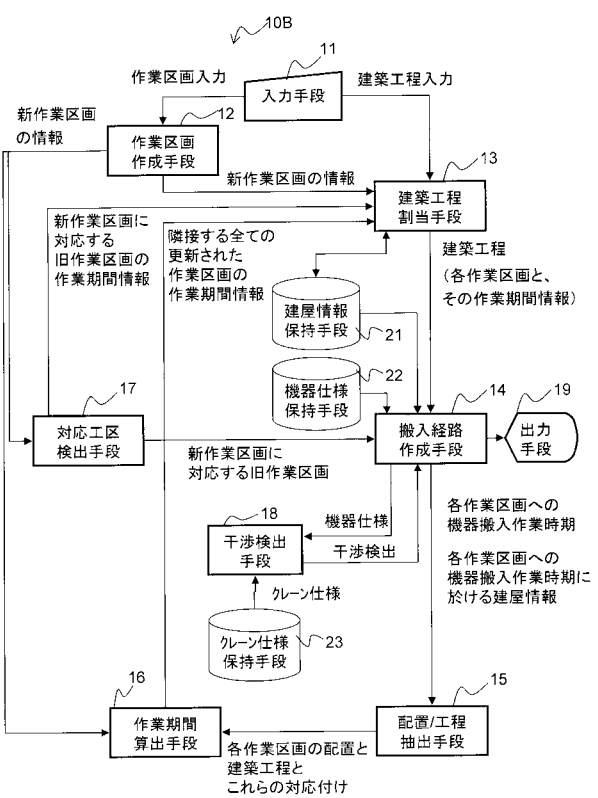 10B
11
作業区画入力
建築工程入力
入力手段
新作業区画
の情報
12
作業区画
作成手段
13
新作業区画の情報
建築工程
割当手段
新作業区画に
対応する
旧作業区画の
作業期間情報
隣接する全ての
更新された
作業区画の
作業期間情報
建築工程
(各作業区画と、
その作業期間情報)
建屋情報
保持手段
21
22
機器仕様
保持手段
17
14
19
対応工区
検出手段
搬入経路
作成手段
出力
手段
新作業区画に
対応する旧作業区画
各作業区画への
機器搬入作業時期
機器仕様
18
干渉検出
手段
干渉検出
各作業区画への
機器搬入作業時期に
於ける建屋情報
クレーン仕様
クレーン仕様
保持手段
23
16
15
作業期間
算出手段
配置/工程
抽出手段
各作業区画の配置と
建築工程と
これらの対応付け